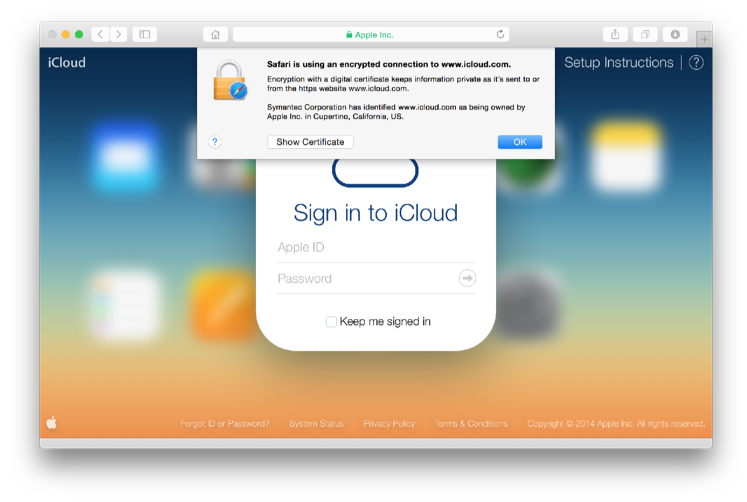 Apple Inc.
iCloud
Setup Instructions
?
Safari is using an encrypted connection to www.icloud.com.
Encryption with a digital certificate keeps information private as it's sent to or
from the https website www.icloud.com.
Symantec Corporation has identified www.icloud.com as being owned by
Apple Inc. in Cupertino, California, US.
?
Show Certificate
OK
Sign in to iCloud
Apple ID
Password
Keep me signed in
Forgot ID or Password?
System Status
Privacy Policy
Terms & Conditions
Copyright © 2014 Apple Inc. All rights reserved.